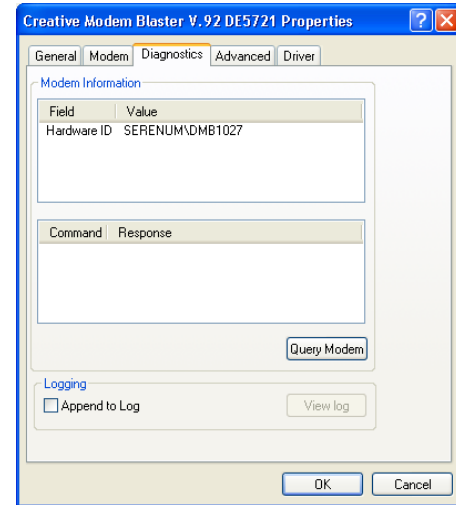 Creative Modem Blaster V.92 DE5721 Properties
General Modem Diagnostics Advanced Driver
Modem Information
Field Value
Hardware ID SERENUM\DMB1027
Command Response
Query Modem
Logging
Append to Log View log
OK Cancel